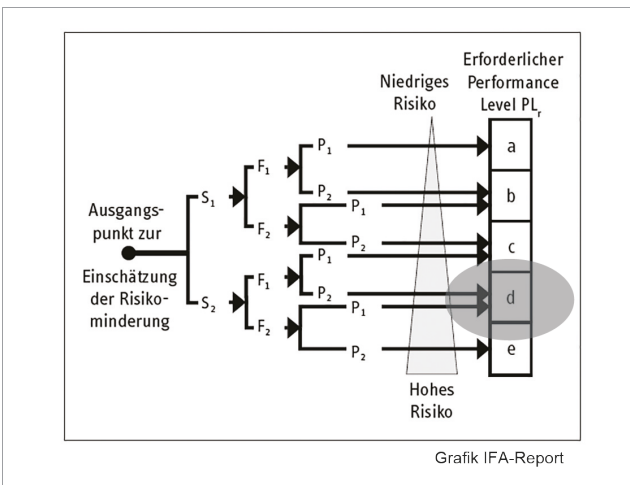 Erforderlicher
Performance
Level PLr
Niedriges
Risiko
a
b
c
d
e
P1
F1
P2
S1
P1
F2
P2
Ausgangs-
punkt zur
Einschätzung
der Risiko-
minderung
P1
F1
P2
S2
P1
F2
P2
Hohes
Risiko
Grafik IFA-Report